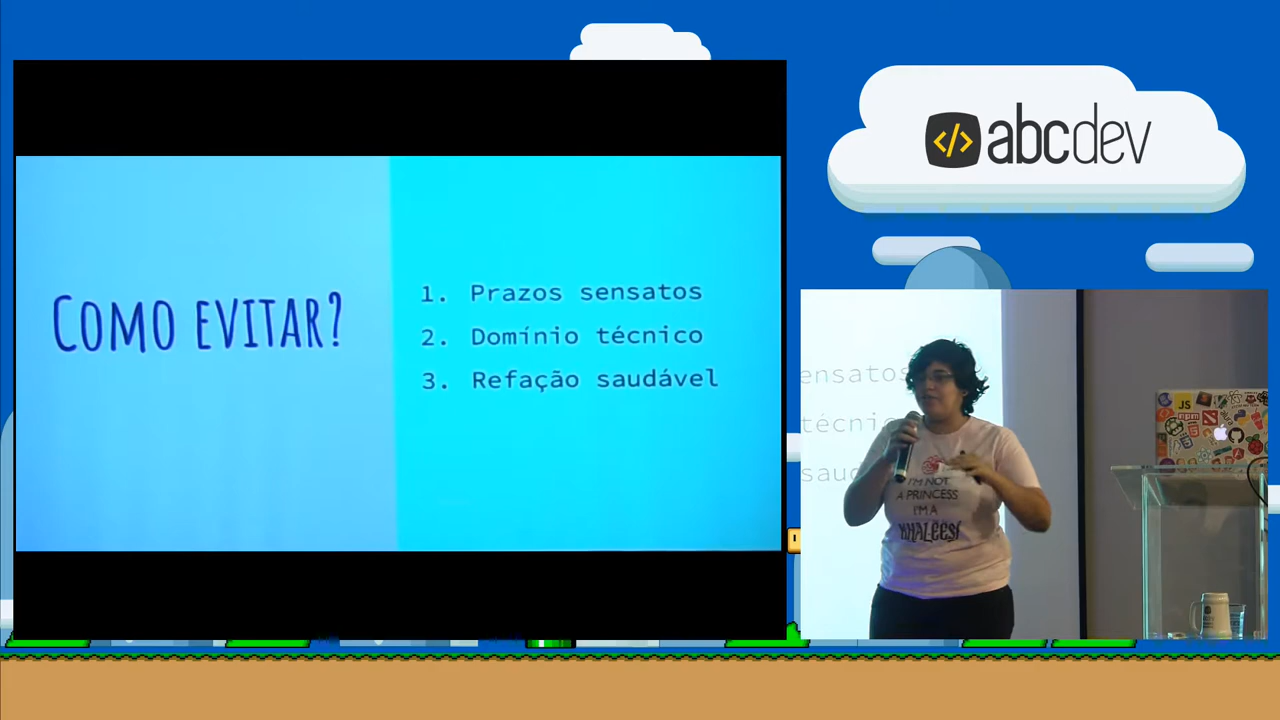 COMO EVITAR?
1. Prazos sensatos
2. Domínio técnico
3. Refação saudável
</> abcdev
ensatos
técnic
saud
I'M NOT
A PRINCESS
I'M A
KHALEESI
JS
npm